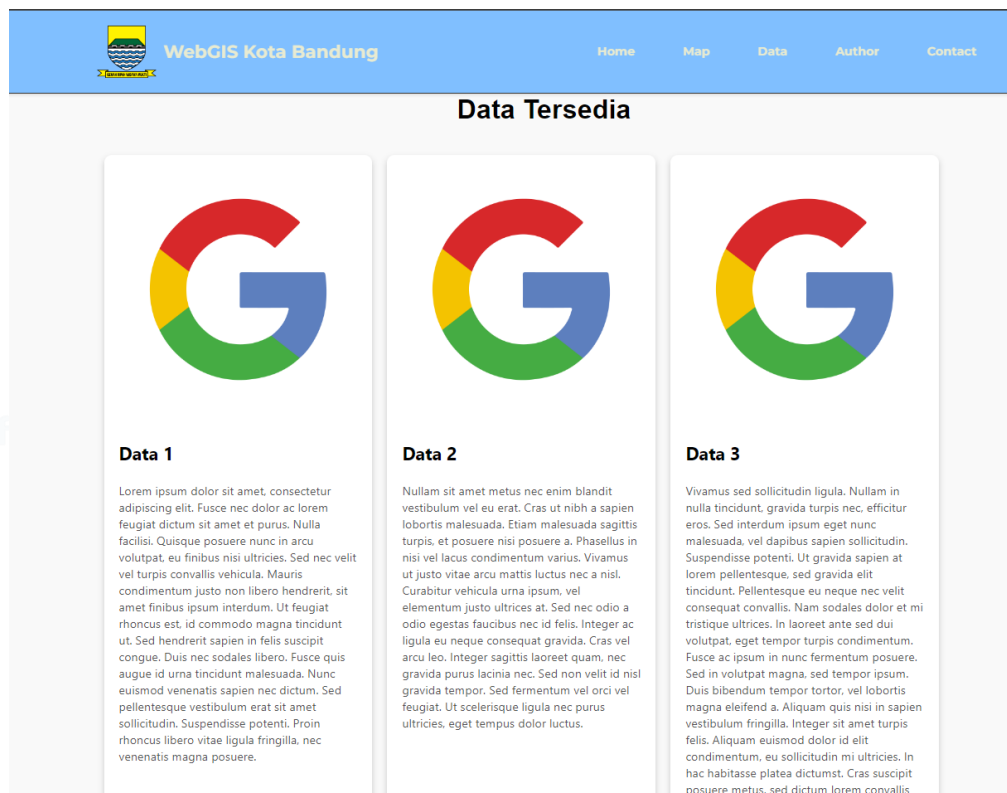 WebGIS Kota Bandung
Home
Map
Data
Author
Contact
Data Tersedia
Data 1
Lorem ipsum dolor sit amet, consectetur
adipiscing elit. Fusce nec dolor ac lorem
feugiat dictum sit amet et purus. Nulla
facilisi. Quisque posuere nunc in arcu
volutpat, eu finibus nisi ultricies. Sed nec velit
vel turpis convallis vehicula. Mauris
condimentum justo non libero hendrerit, sit
amet finibus ipsum interdum. Ut feugiat
rhoncus est, id commodo magna tincidunt
ut. Sed hendrerit sapien in felis suscipit
congue. Duis nec sodales libero. Fusce quis
augue id urna tincidunt malesuada. Nunc
euismod venenatis sapien nec dictum. Sed
pellentesque vestibulum erat sit amet
sollicitudin. Suspendisse potenti. Proin
rhoncus libero vitae ligula fringilla, nec
venenatis magna posuere.
Data 2
Nullam sit amet metus nec enim blandit
vestibulum vel eu erat. Cras ut nibh a sapien
lobortis malesuada. Etiam malesuada sagittis
turpis, et posuere nisi posuere a. Phasellus in
nisi vel lacus condimentum varius. Vivamus
ut justo vitae arcu mattis luctus nec a nisl.
Curabitur vehicula urna ipsum, vel
elementum justo ultrices at. Sed nec odio a
odio egestas faucibus nec id felis. Integer ac
ligula eu neque consequat gravida. Cras vel
arcu leo. Integer sagittis laoreet quam, nec
gravida purus lacinia nec. Sed non velit id nisl
gravida tempor. Sed fermentum vel orci vel
feugiat. Ut scelerisque ligula nec purus
ultricies, eget tempus dolor luctus.
Data 3
Vivamus sed sollicitudin ligula. Nullam in
nulla tincidunt, gravida turpis nec, efficitur
eros. Sed interdum ipsum eget nunc
malesuada, vel dapibus sapien sollicitudin.
Suspendisse potenti. Ut gravida sapien at
lorem pellentesque, sed gravida elit
tincidunt. Pellentesque eu neque nec velit
consequat convallis. Nam sodales dolor et mi
tristique ultrices. In laoreet ante sed dui
volutpat, eget tempor turpis condimentum.
Fusce ac ipsum in nunc fermentum posuere.
Sed in volutpat magna, sed tempor ipsum.
Duis bibendum tempor tortor, vel lobortis
magna eleifend a. Aliquam quis nisi in sapien
vestibulum fringilla. Integer sit amet turpis
felis. Aliquam euismod dolor id elit
condimentum, eu sollicitudin mi ultricies. In
hac habitasse platea dictumst. Cras suscipit
posuere metus, sed dictum lorem convallis